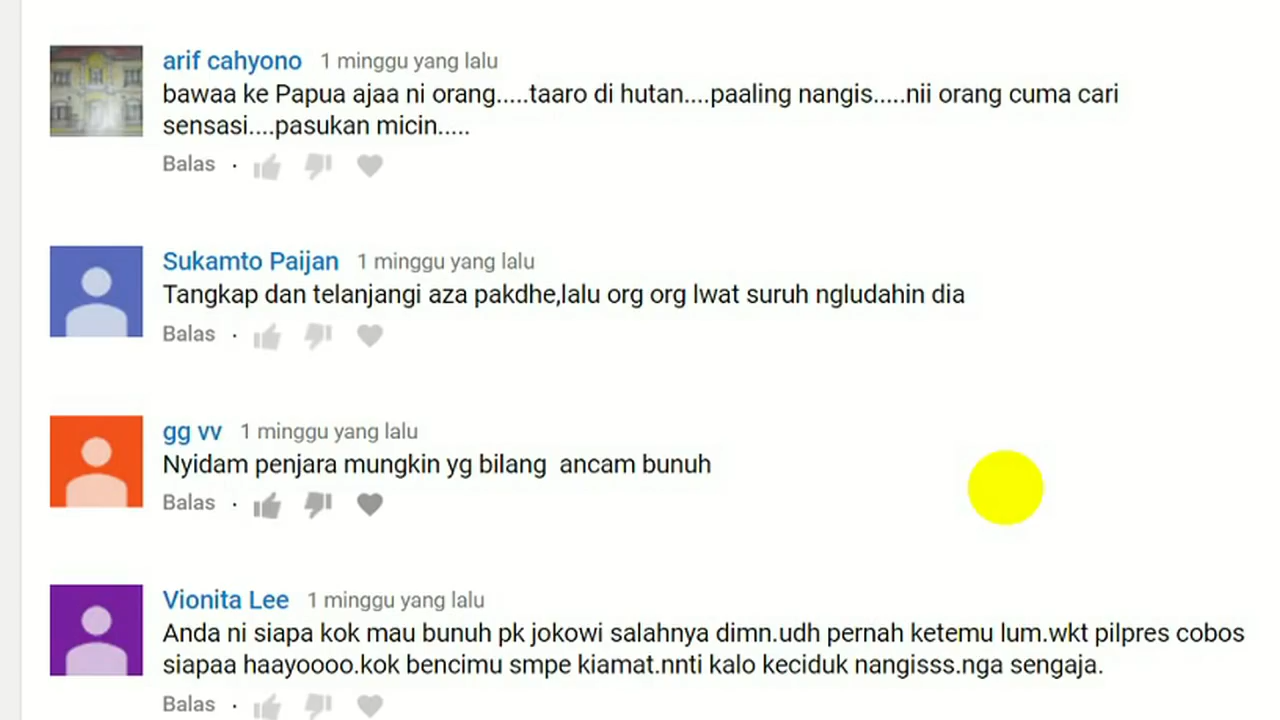 arif cahyono 1 minggu yang lalu
bawaa ke Papua ajaa ni orang.....taaro di hutan....paaling nangis.....nii orang cuma cari
sensasi....pasukan micin.....
Balas ·
Sukamto Paijan 1 minggu yang lalu
Tangkap dan telanjangi aza pakdhe,lalu org org lwat suruh ngludahin dia
Balas ·
gg vv 1 minggu yang lalu
Nyidam penjara mungkin yg bilang  ancam bunuh
Balas ·
Vionita Lee 1 minggu yang lalu
Anda ni siapa kok mau bunuh pk jokowi salahnya dimn.udh pernah ketemu lum.wkt pilpres cobos
siapaa haayoooo.kok bencimu smpe kiamat.nnti kalo keciduk nangisss.nga sengaja.
Balas ·